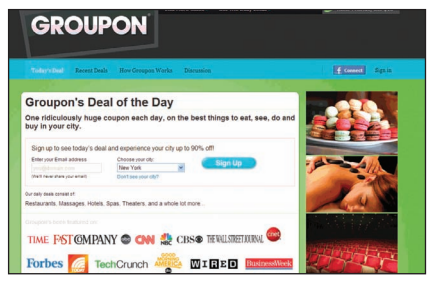 GROUPON
Today's Deal Recent Deals How Groupon Works Discussion Connect Sign in
Groupon's Deal of the Day
One ridiculously huge coupon each day, on the best things to eat, see, do and
buy in your city.
Sign up to see today's deal and experience your city up to 90% off!
Enter your Email address Choose your city:
New York Sign Up
(We'll never share your email) Don't see your city?
Our daily deals consist of:
Restaurants. Massages. Hotels. Spas. Theaters. and a whole lot more...
TIME FAST COMPANY CNN NBC CBS THE WALL STREET JOURNAL cnet
Forbes TechCrunch GOOD MORNING AMERICA WIRED BusinessWeek